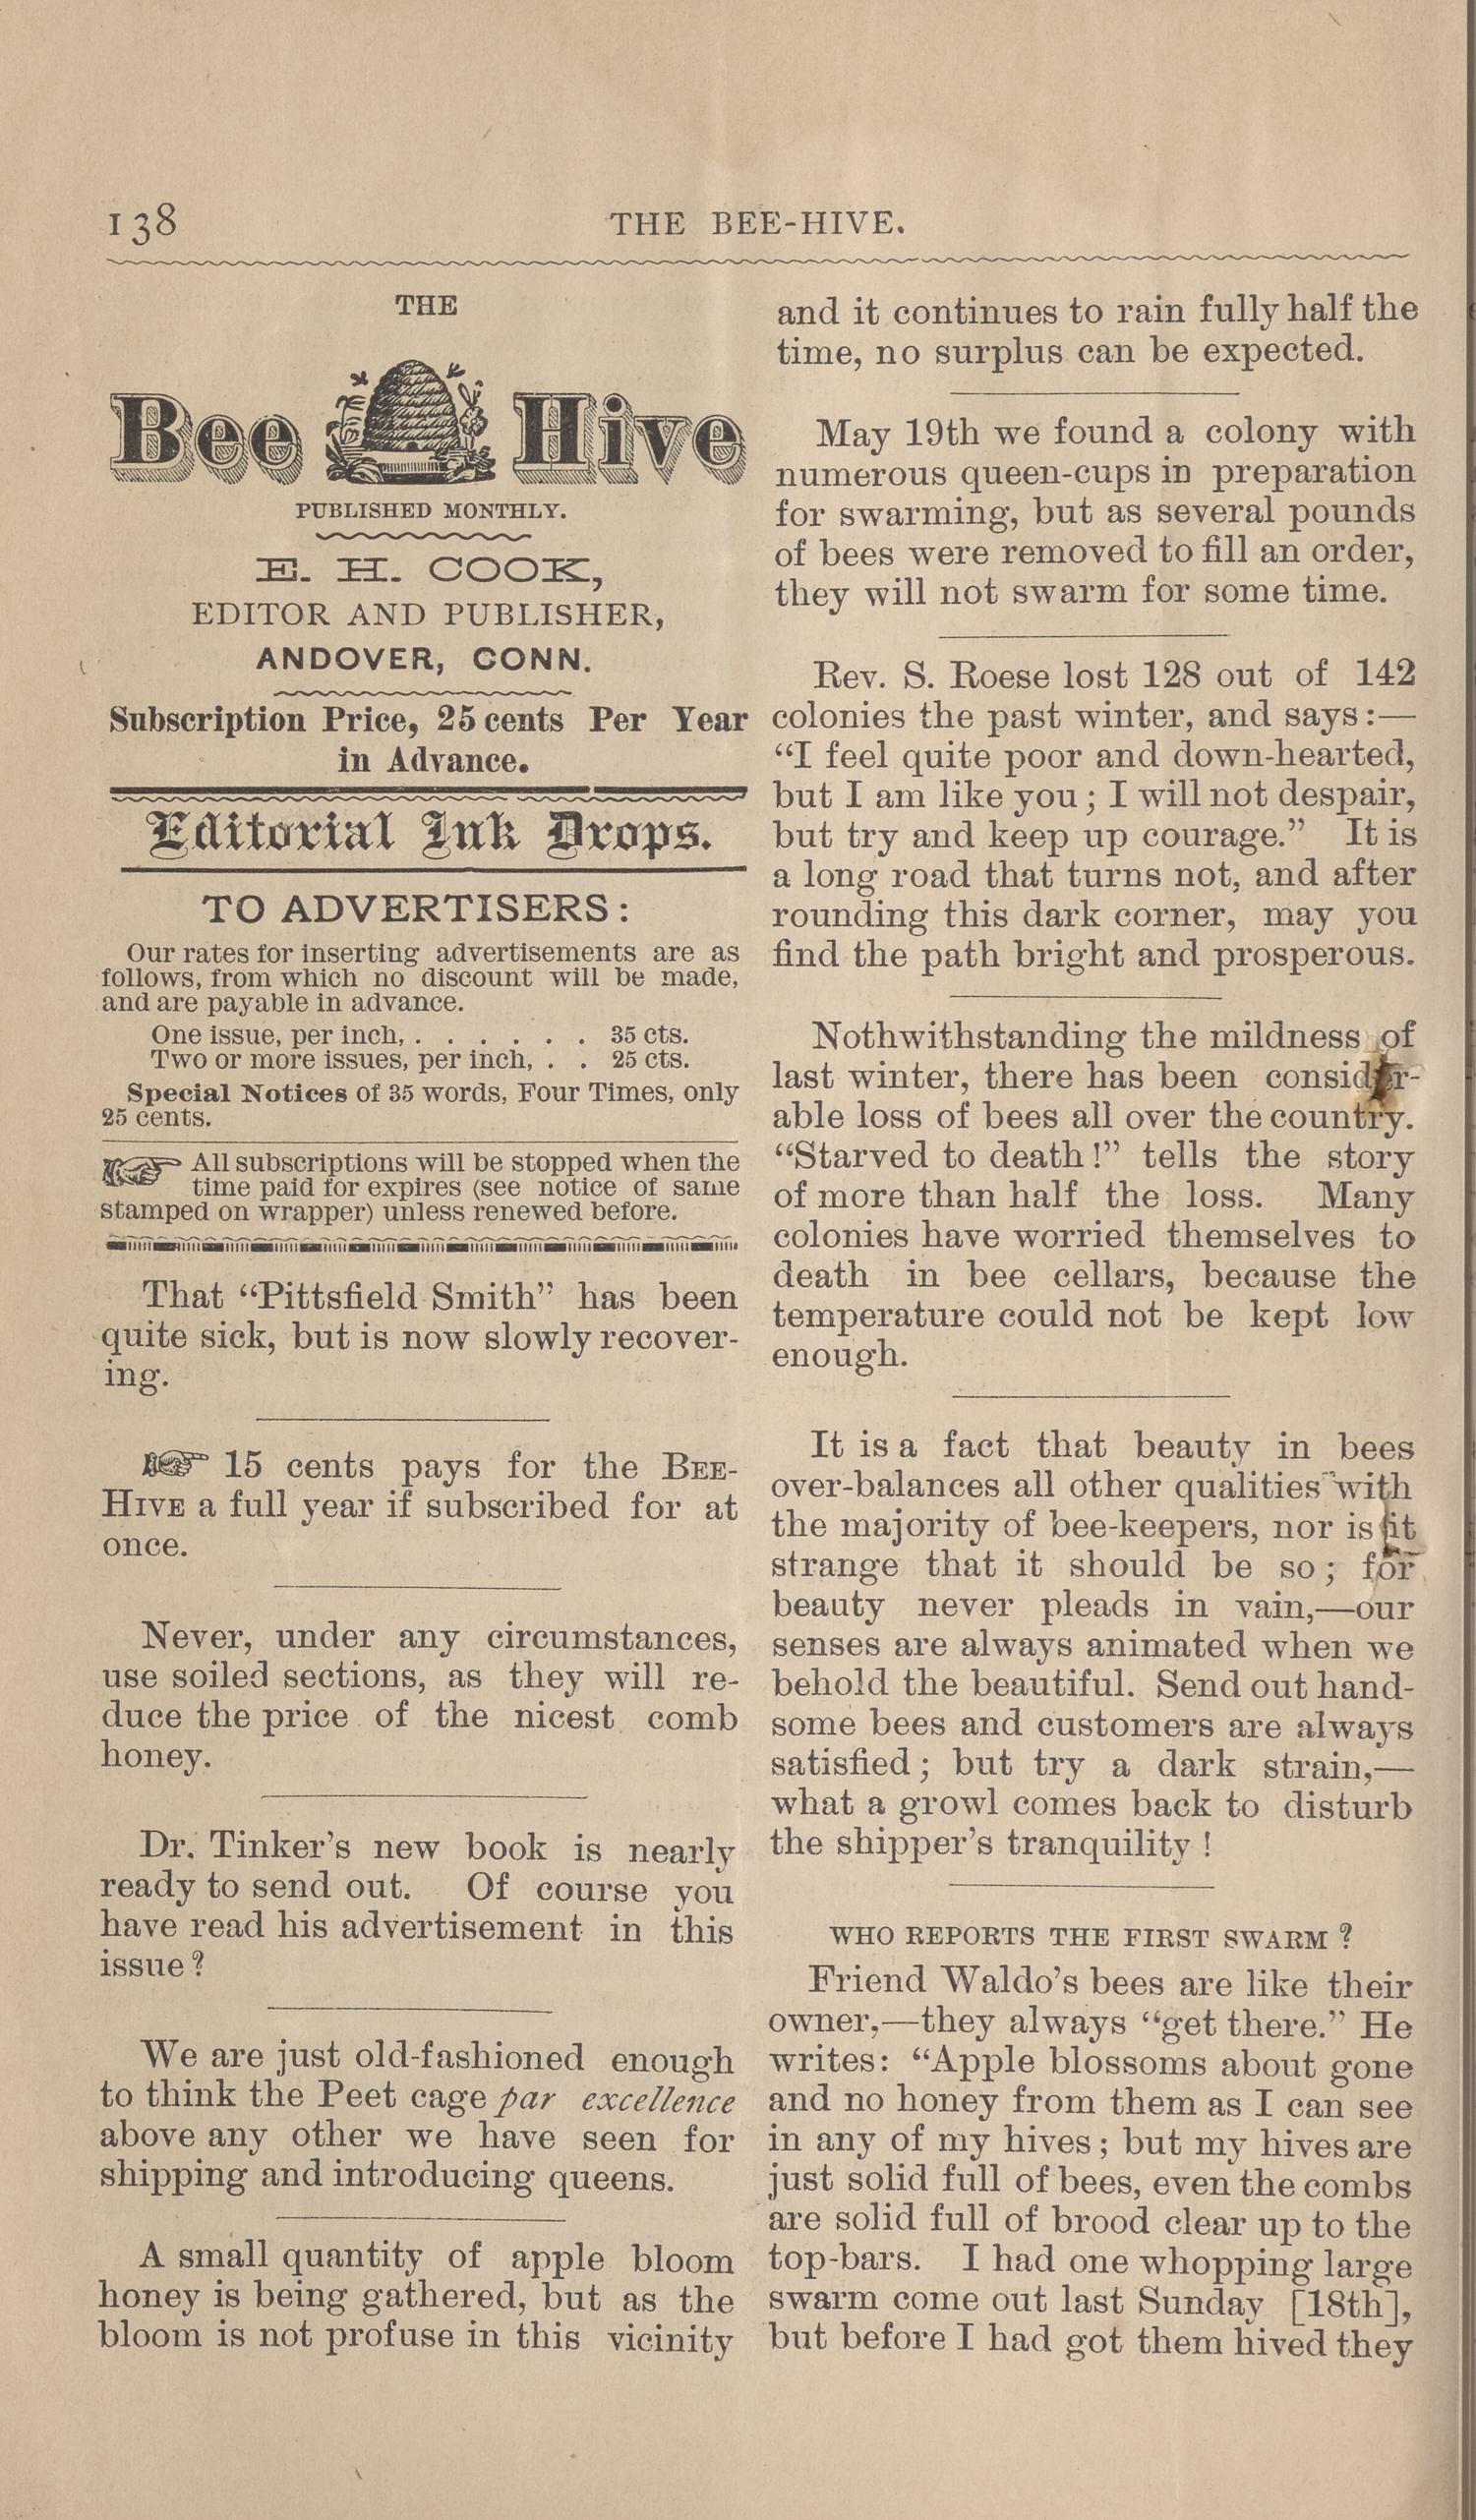 138
THE BEE-HIVE.
THE
Bee Hive
PUBLISHED MONTHLY.
E. H. COOK,
EDITOR AND PUBLISHER,
ANDOVER, CONN.
Subscription Price, 25 cents Per Year
in Advance.
Editorial Ink Drops.
TO ADVERTISERS:
Our rates for inserting advertisements are as
follows, from which no discount will be made,
and are payable in advance.
One issue, per inch, . . . . . . 35 cts.
Two or more issues, per inch, . . 25 cts.
Special Notices of 35 words, Four Times, only
25 cents.
☞ All subscriptions will be stopped when the
time paid for expires (see notice of same
stamped on wrapper) unless renewed before.
That “Pittsfield Smith” has been
quite sick, but is now slowly recover-
ing.
☞ 15 cents pays for the BEE-
HIVE a full year if subscribed for at
once.
Never, under any circumstances,
use soiled sections, as they will re-
duce the price of the nicest comb
honey.
Dr. Tinker’s new book is nearly
ready to send out. Of course you
have read his advertisement in this
issue?
We are just old-fashioned enough
to think the Peet cage par excellence
above any other we have seen for
shipping and introducing queens.
A small quantity of apple bloom
honey is being gathered, but as the
bloom is not profuse in this vicinity
and it continues to rain fully half the
time, no surplus can be expected.
May 19th we found a colony with
numerous queen-cups in preparation
for swarming, but as several pounds
of bees were removed to fill an order,
they will not swarm for some time.
Rev. S. Roese lost 128 out of 142
colonies the past winter, and says:—
“I feel quite poor and down-hearted,
but I am like you; I will not despair,
but try and keep up courage.” It is
a long road that turns not, and after
rounding this dark corner, may you
find the path bright and prosperous.
Nothwithstanding the mildness of
last winter, there has been consider-
able loss of bees all over the country.
“Starved to death!” tells the story
of more than half the loss. Many
colonies have worried themselves to
death in bee cellars, because the
temperature could not be kept low
enough.
It is a fact that beauty in bees
over-balances all other qualities with
the majority of bee-keepers, nor is it
strange that it should be so; for
beauty never pleads in vain,—our
senses are always animated when we
behold the beautiful. Send out hand-
some bees and customers are always
satisfied; but try a dark strain,—
what a growl comes back to disturb
the shipper’s tranquility!
WHO REPORTS THE FIRST SWARM?
Friend Waldo’s bees are like their
owner,—they always “get there.” He
writes: “Apple blossoms about gone
and no honey from them as I can see
in any of my hives; but my hives are
just solid full of bees, even the combs
are solid full of brood clear up to the
top-bars. I had one whopping large
swarm come out last Sunday [18th],
but before I had got them hived they